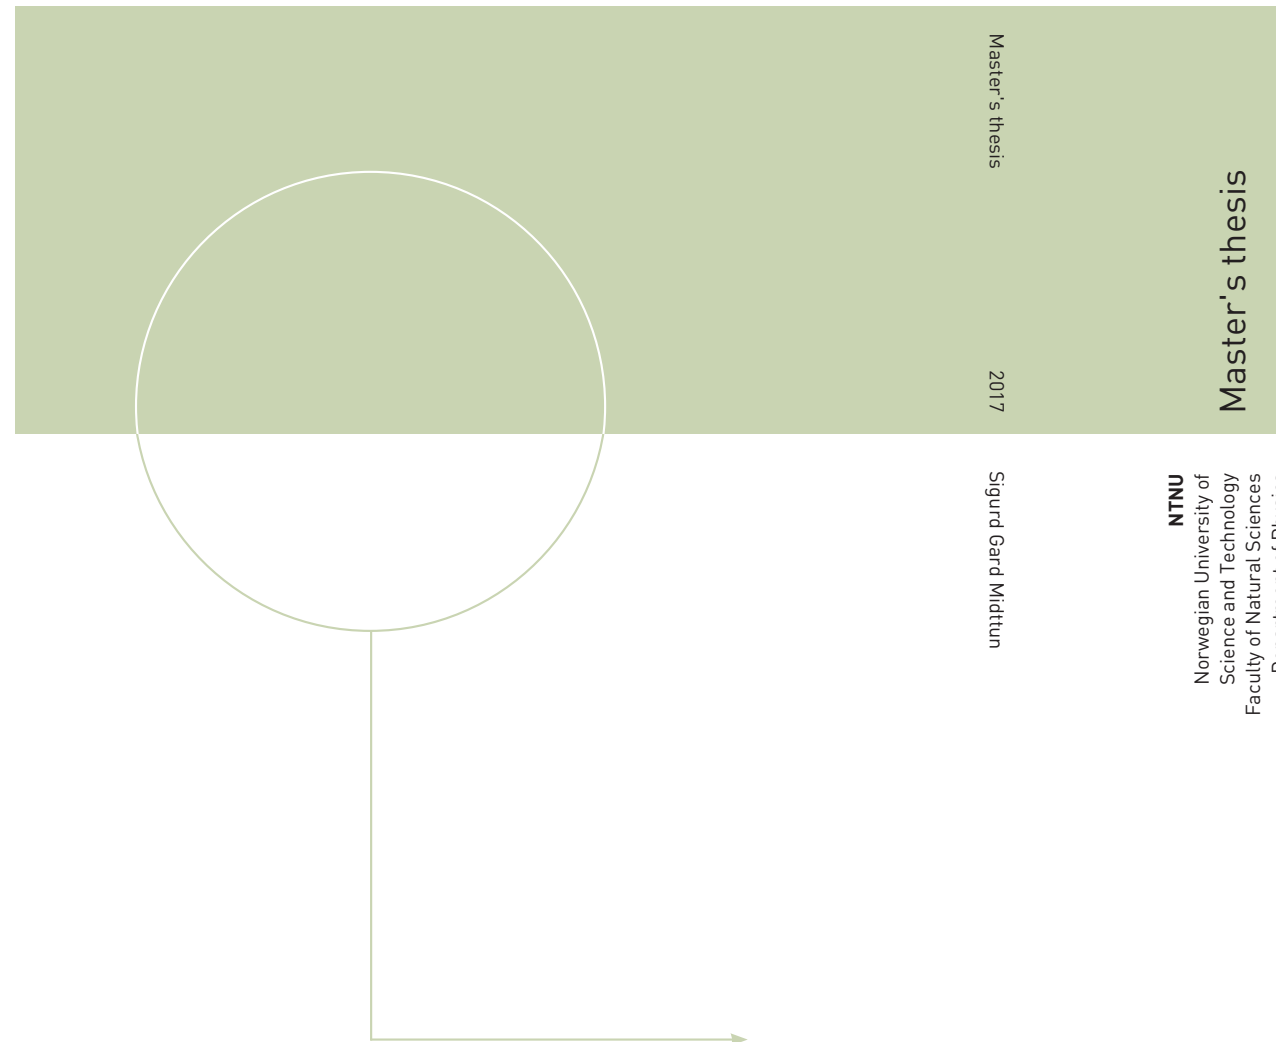 Master's thesis
2017
Sigurd Gard Midttun
Master's thesis
NTNU
Norwegian University of
Science and Technology
Faculty of Natural Sciences